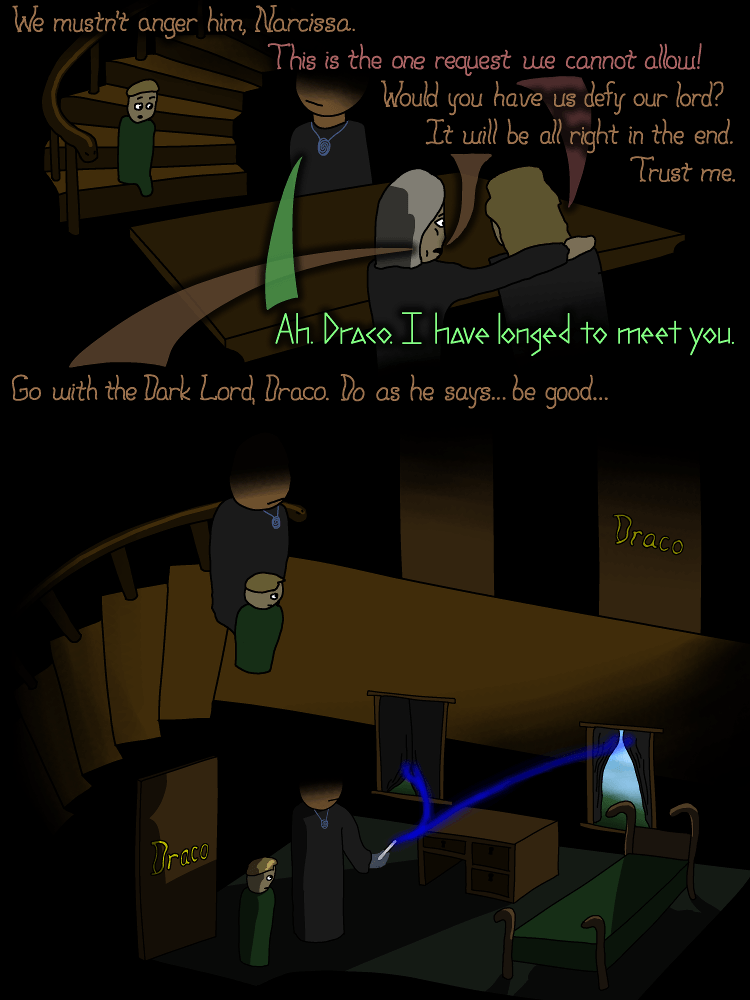 We mustn't anger him, Narcissa.
This is the one request we cannot allow!
Would you have us defy our lord?
It will be all right in the end.
Trust me.
Ah. Draco. I have longed to meet you.
Go with the Dark Lord, Draco. Do as he says... be good...
Draco
Draco